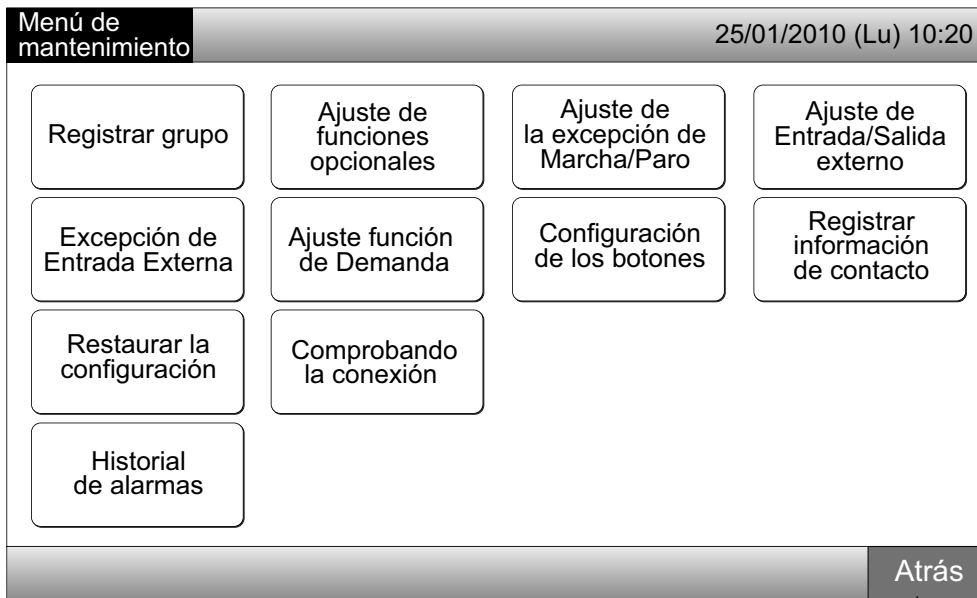 Menú de
mantenimiento
25/01/2010 (Lu) 10:20
Registrar grupo
Ajuste de
funciones
opcionales
Ajuste de
la excepción de
Marcha/Paro
Ajuste de
Entrada/Salida
externo
Excepción de
Entrada Externa
Ajuste función
de Demanda
Configuración
de los botones
Registrar
información
de contacto
Restaurar la
configuración
Comprobando
la conexión
Historial
de alarmas
Atrás